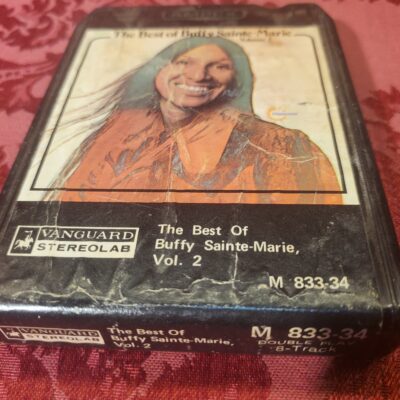 The Best of Buffy Sainte-Marie
VANGUARD
STEREOLAB
The Best Of
Buffy Sainte-Marie,
Vol. 2
M 833-34
VANGUARD
STEREOLAB
The Best Of
Buffy Sainte-Marie,
Vol. 2
M 833-34
DOUBLE PLAY
8-Track